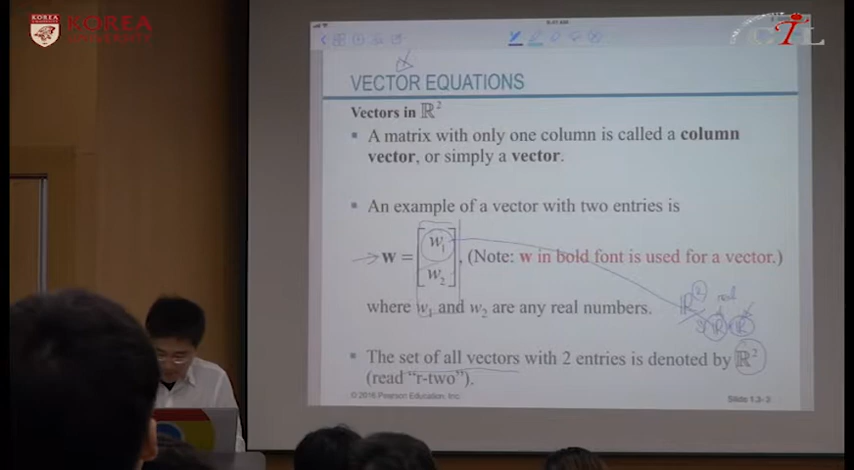 KOREA
UNIVERSITY
CTL
VECTOR EQUATIONS
Vectors in ℝ²
▪ A matrix with only one column is called a column
vector, or simply a vector.
▪ An example of a vector with two entries is
→ w = [w₁ w₂], (Note: w in bold font is used for a vector.)
where w₁ and w₂ are any real numbers.
ℝ² real
ℝ ℝ
▪ The set of all vectors with 2 entries is denoted by ℝ²
(read "r-two").
© 2016 Pearson Education, Inc.
Slide 1.3- 3